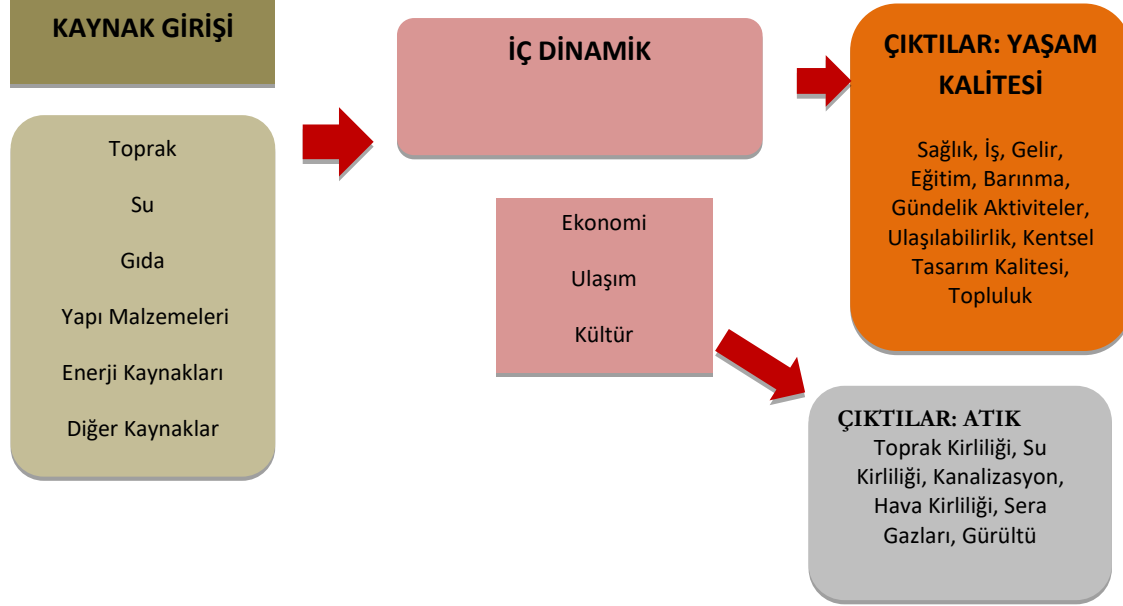 KAYNAK GİRİŞİ
Toprak
Su
Gıda
Yapı Malzemeleri
Enerji Kaynakları
Diğer Kaynaklar
İÇ DİNAMİK
Ekonomi
Ulaşım
Kültür
ÇIKTILAR: YAŞAM
KALİTESİ
Sağlık, İş, Gelir,
Eğitim, Barınma,
Gündelik Aktiviteler,
Ulaşılabilirlik, Kentsel
Tasarım Kalitesi,
Topluluk
ÇIKTILAR: ATIK
Toprak Kirliliği, Su
Kirliliği, Kanalizasyon,
Hava Kirliliği, Sera
Gazları, Gürültü